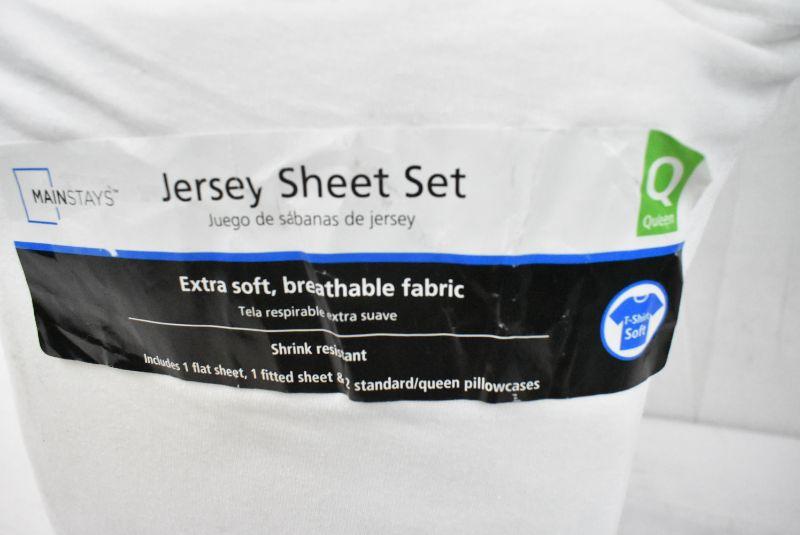 MAINSTAYS™
Jersey Sheet Set
Juego de sábanas de jersey
Q
Queen
Extra soft, breathable fabric
Tela respirable extra suave
T-Shirt
Soft
Shrink resistant
Includes 1 flat sheet, 1 fitted sheet & 2 standard/queen pillowcases